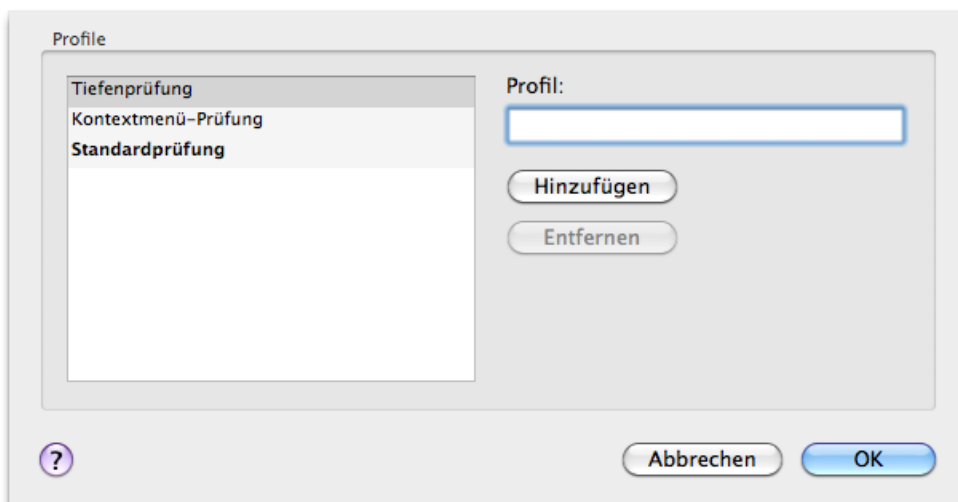 Profile
Tiefenprüfung
Kontextmenü-Prüfung
Standardprüfung
Profil:
Hinzufügen
Entfernen
?
Abbrechen
OK